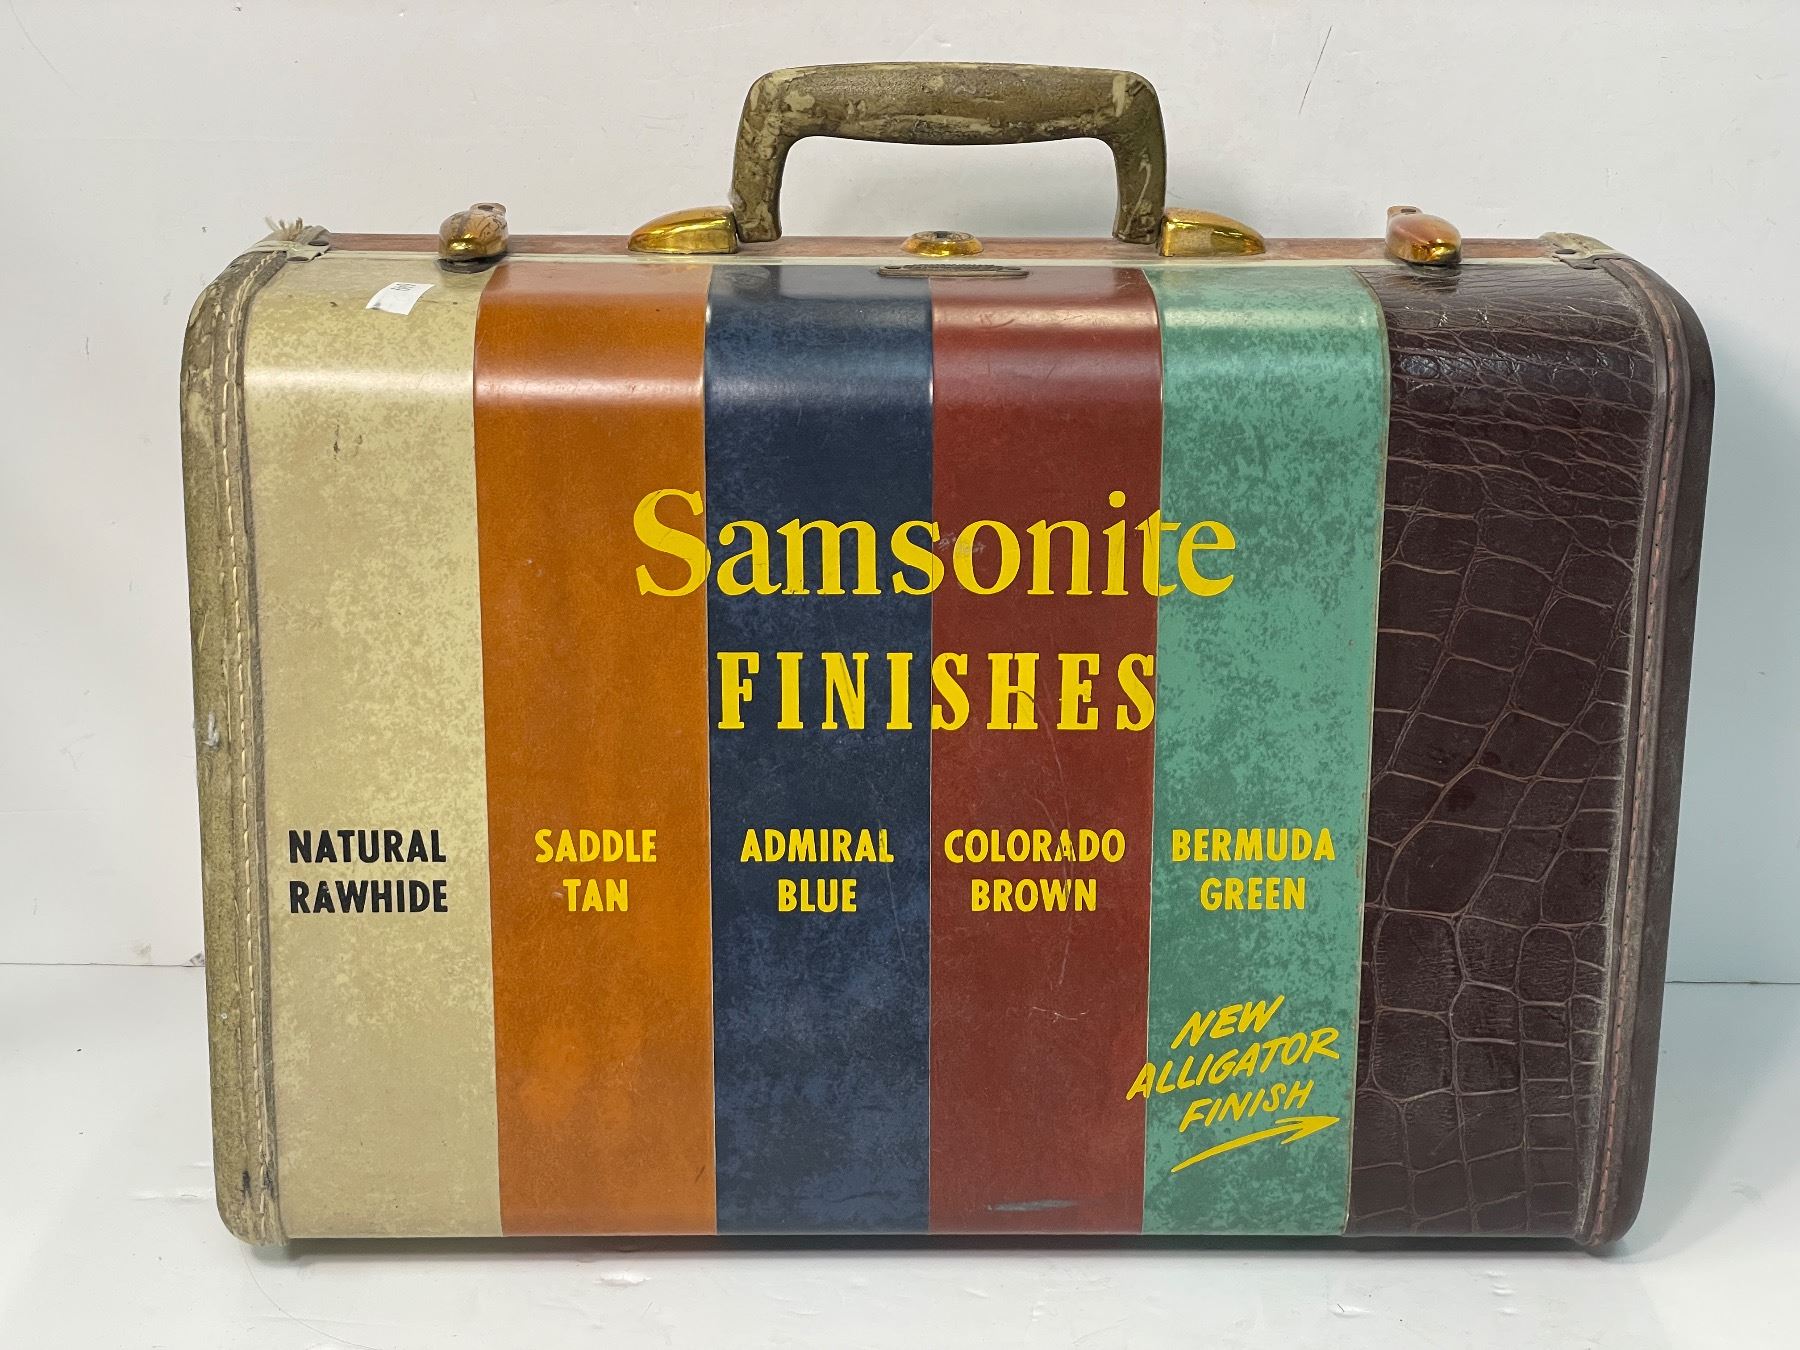 Samsonite
FINISHES
NATURAL
RAWHIDE
SADDLE
TAN
ADMIRAL
BLUE
COLORADO
BROWN
BERMUDA
GREEN
NEW
ALLIGATOR
FINISH